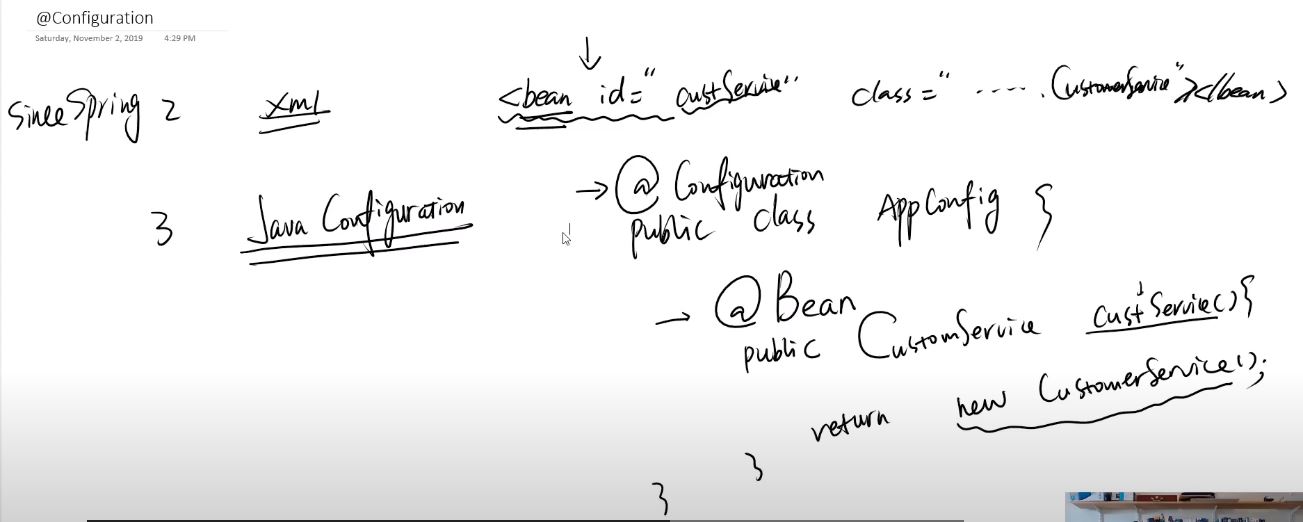 @Configuration
Saturday, November 2, 2019 4:29 PM
Since Spring 2 xml <bean id="custService" class=" ..... .CustomerService"></bean>
3 Java Configuration → @Configuration
public class AppConfig {
→ @Bean
public CustomService custService(){
return new CustomerService();
}
}